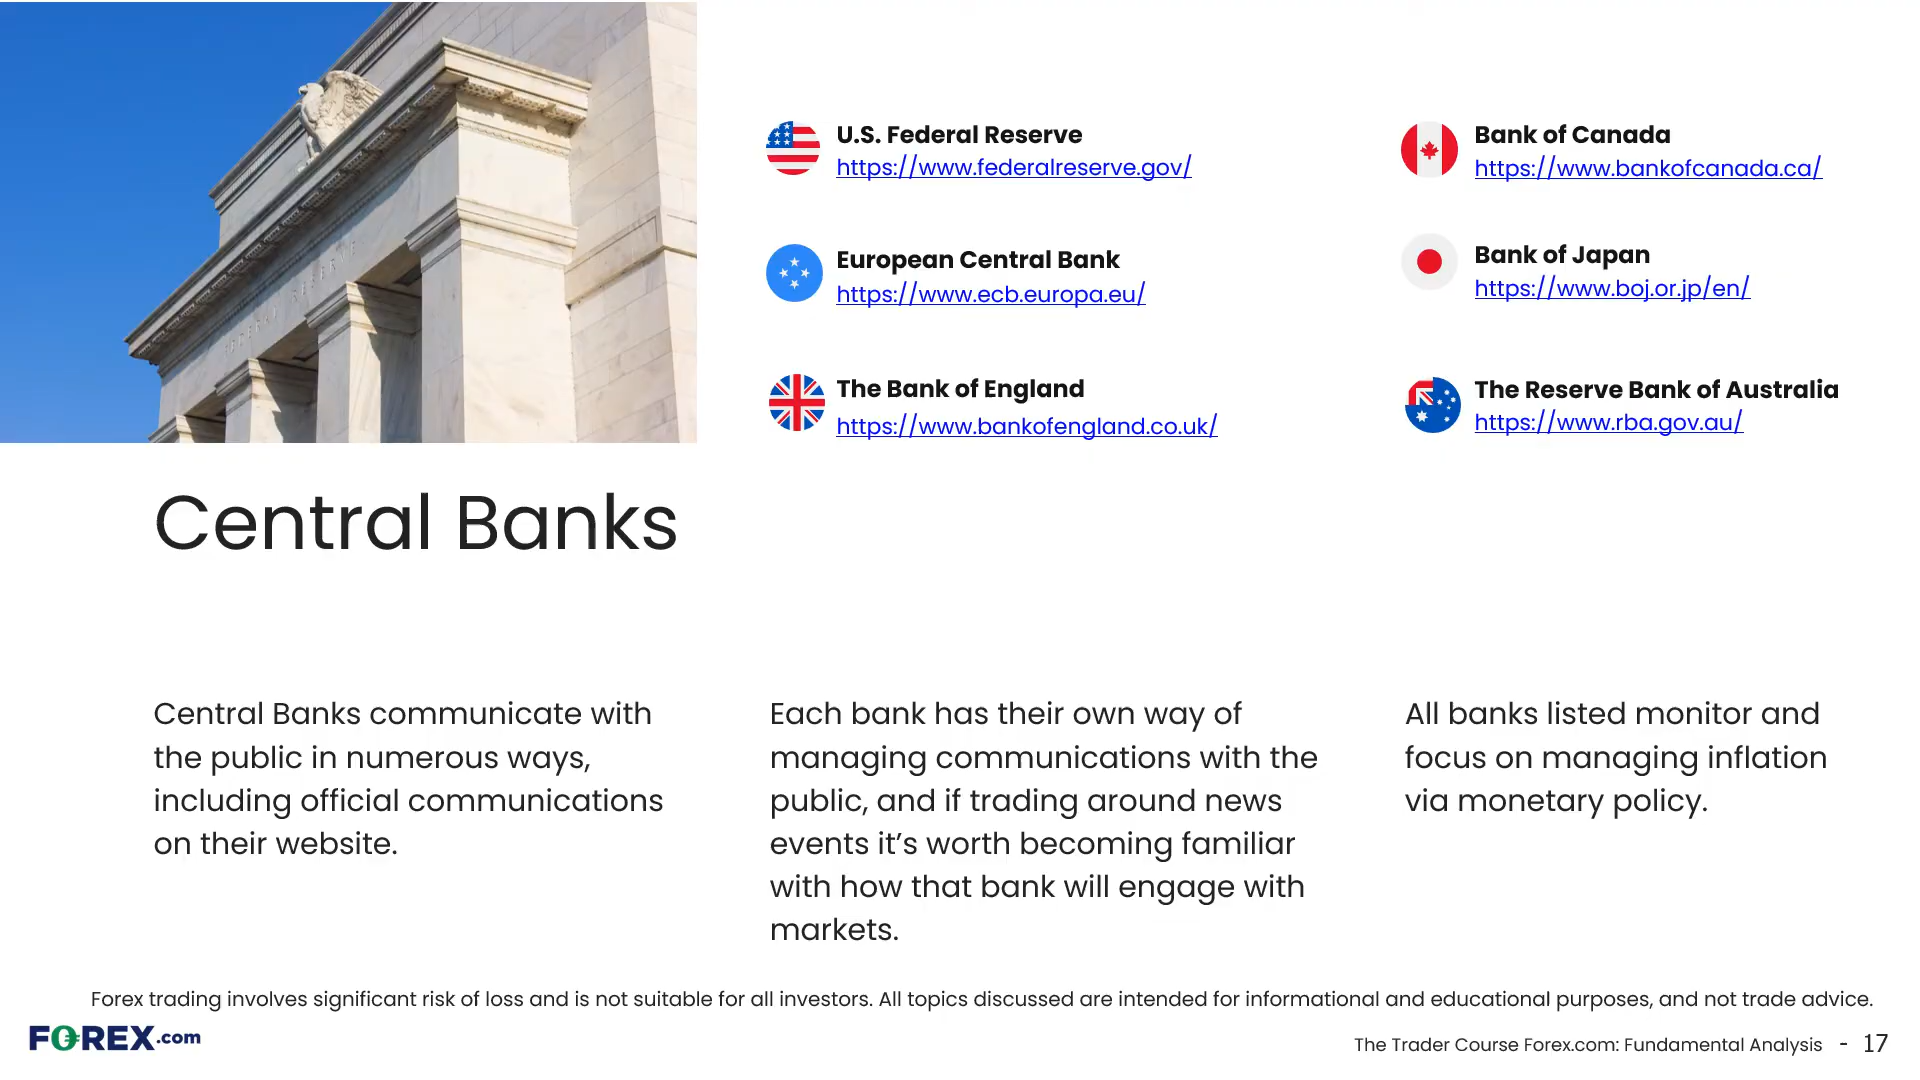 FEDERAL RESERVE
U.S. Federal Reserve
https://www.federalreserve.gov/
European Central Bank
https://www.ecb.europa.eu/
The Bank of England
https://www.bankofengland.co.uk/
Bank of Canada
https://www.bankofcanada.ca/
Bank of Japan
https://www.boj.or.jp/en/
The Reserve Bank of Australia
https://www.rba.gov.au/
Central Banks
Central Banks communicate with
the public in numerous ways,
including official communications
on their website.
Each bank has their own way of
managing communications with the
public, and if trading around news
events it’s worth becoming familiar
with how that bank will engage with
markets.
All banks listed monitor and
focus on managing inflation
via monetary policy.
Forex trading involves significant risk of loss and is not suitable for all investors. All topics discussed are intended for informational and educational purposes, and not trade advice.
FOREX.com
The Trader Course Forex.com: Fundamental Analysis - 17